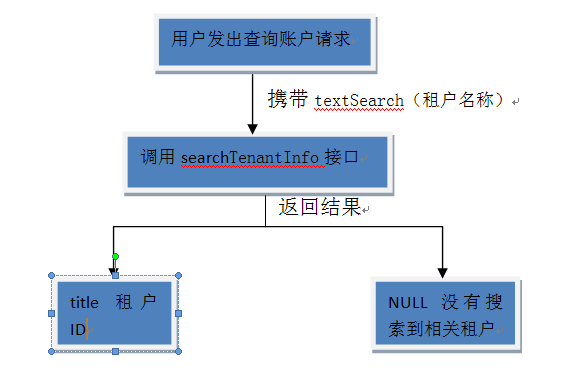 用户发出查询账户请求
携带 textSearch（租户名称）
调用 searchTenantInfo 接口
返回结果
title 租户
ID
NULL 没有搜
索到相关租户